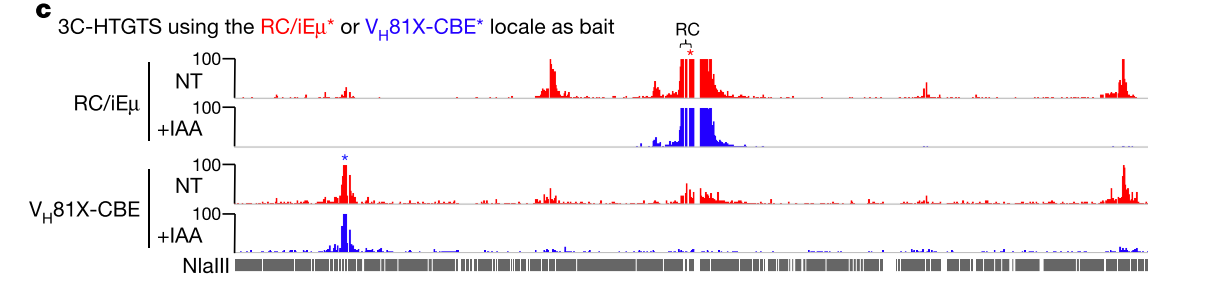 c
3C-HTGTS using the RC/iEμ* or VH81X-CBE* locale as bait
RC
*
100
NT
RC/iEμ
100
+IAA
*
100
NT
VH81X-CBE
100
+IAA
NlaIII